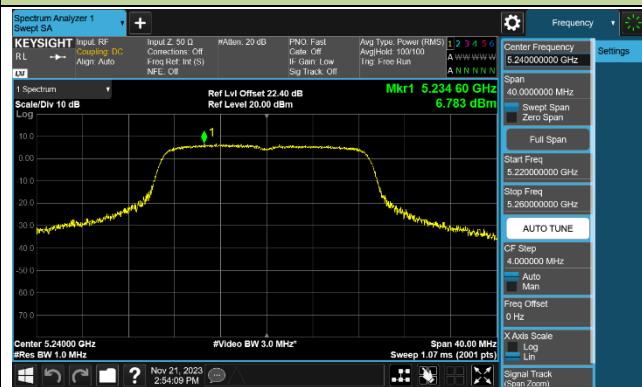 Spectrum Analyzer 1
Swept SA
Frequency
KEYSIGHT
Input: RF
Input Z: 50 Ω
#Atten: 20 dB
PNO: Fast
Avg Type: Power (RMS)
1 2 3 4 5 6
RL
Coupling: DC
Corrections: Off
Gate: Off
Avg|Hold: 100/100
A W W W W W
Align: Auto
Freq Ref: Int (S)
IF Gain: Low
Trig: Free Run
NFE: Off
Sig Track: Off
A N N N N N
LXI
1 Spectrum
Ref Lvl Offset 22.40 dB
Mkr1 5.234 60 GHz
Scale/Div 10 dB
Ref Level 20.00 dBm
6.783 dBm
Log
1
10.0
0.00
-10.0
-20.0
-30.0
-40.0
-50.0
-60.0
-70.0
Center 5.24000 GHz
#Video BW 3.0 MHz*
Span 40.00 MHz
#Res BW 1.0 MHz
Sweep 1.07 ms (2001 pts)
Nov 21, 2023
2:54:09 PM
Center Frequency
5.240000000 GHz
Settings
Span
40.0000000 MHz
Swept Span
Zero Span
Full Span
Start Freq
5.220000000 GHz
Stop Freq
5.260000000 GHz
AUTO TUNE
CF Step
4.000000 MHz
Auto
Man
Freq Offset
0 Hz
X Axis Scale
Log
Lin
Signal Track
(Span Zoom)